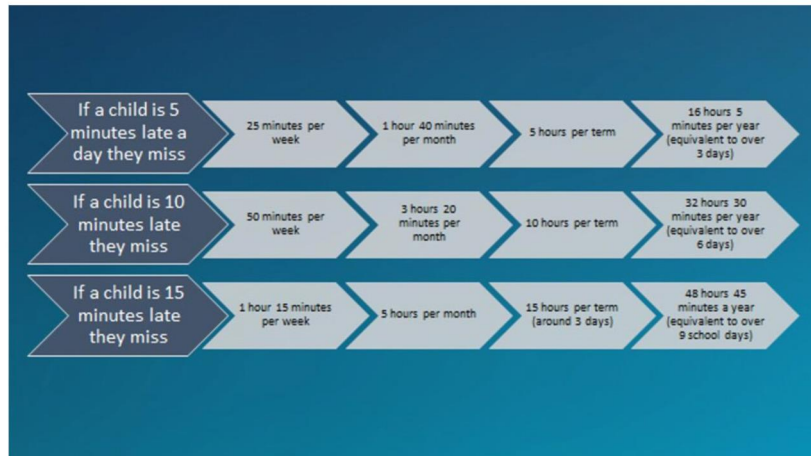 If a child is 5
minutes late a
day they miss
25 minutes per
week
1 hour 40 minutes
per month
5 hours per term
16 hours 5
minutes per year
(equivalent to over
3 days)
If a child is 10
minutes late
they miss
50 minutes per
week
3 hours 20
minutes per
month
10 hours per term
32 hours 30
minutes per year
(equivalent to over
6 days)
If a child is 15
minutes late
they miss
1 hour 15 minutes
per week
5 hours per month
15 hours per term
(around 3 days)
48 hours 45
minutes a year
(equivalent to over
9 school days)